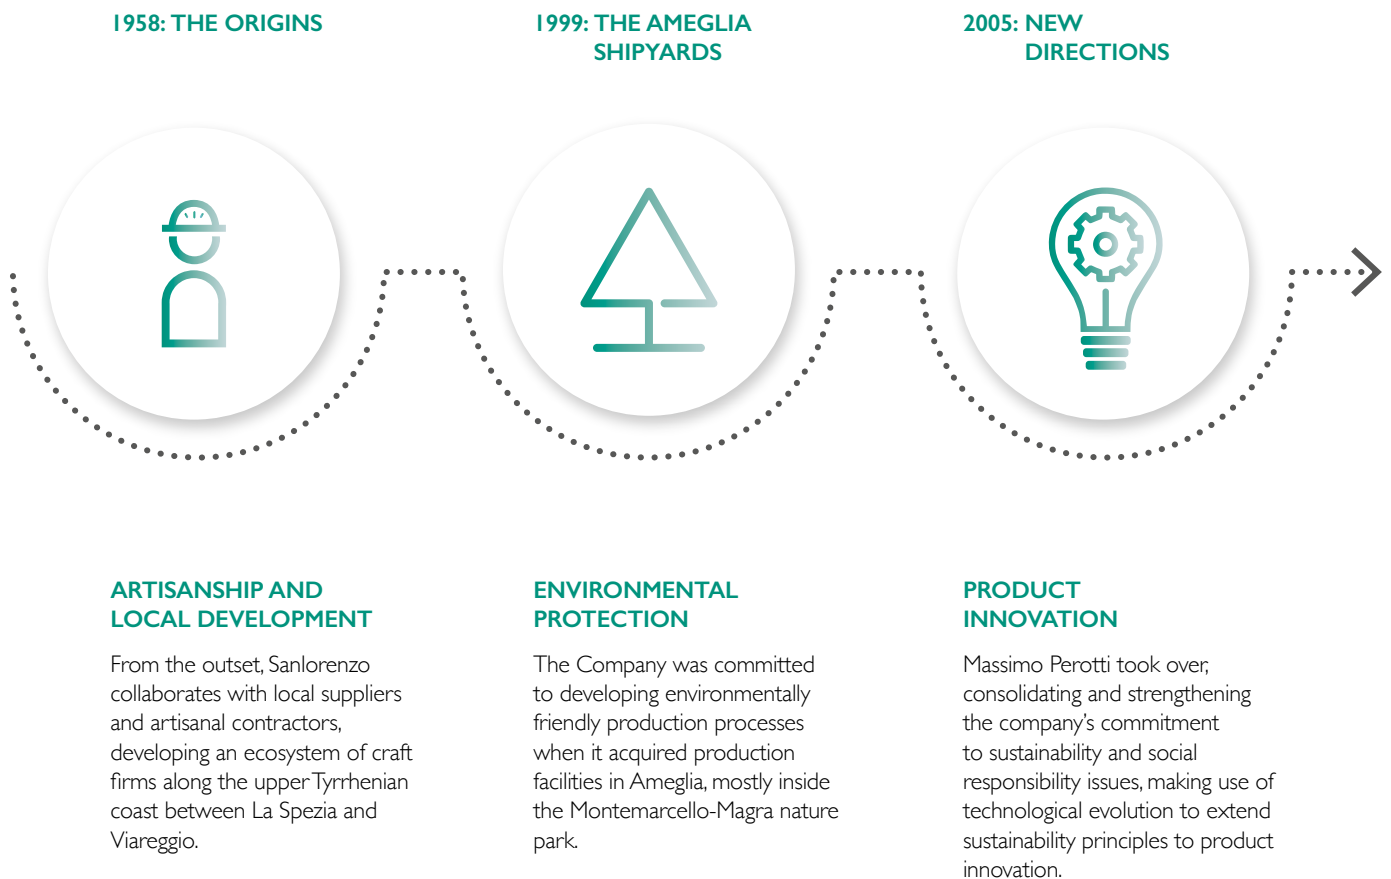 1958: THE ORIGINS
1999: THE AMEGLIA
SHIPYARDS
2005: NEW
DIRECTIONS
ARTISANSHIP AND
LOCAL DEVELOPMENT
From the outset, Sanlorenzo
collaborates with local suppliers
and artisanal contractors,
developing an ecosystem of craft
firms along the upper Tyrrhenian
coast between La Spezia and
Viareggio.
ENVIRONMENTAL
PROTECTION
The Company was committed
to developing environmentally
friendly production processes
when it acquired production
facilities in Ameglia, mostly inside
the Montemarcello-Magra nature
park.
PRODUCT
INNOVATION
Massimo Perotti took over,
consolidating and strengthening
the company's commitment
to sustainability and social
responsibility issues, making use of
technological evolution to extend
sustainability principles to product
innovation.